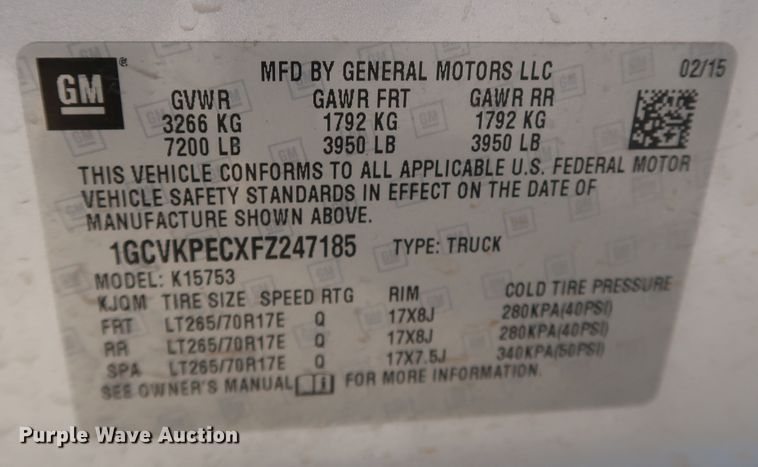 GM ®
MFD BY GENERAL MOTORS LLC 02/15
GVWR GAWR FRT GAWR RR
3266 KG 1792 KG 1792 KG
7200 LB 3950 LB 3950 LB
THIS VEHICLE CONFORMS TO ALL APPLICABLE U.S. FEDERAL MOTOR
VEHICLE SAFETY STANDARDS IN EFFECT ON THE DATE OF
MANUFACTURE SHOWN ABOVE.
1GCVKPECXFZ247185 TYPE: TRUCK
MODEL: K15753
KJQM TIRE SIZE SPEED RTG RIM COLD TIRE PRESSURE
FRT LT265/70R17E Q 17X8J 280KPA(40PSI)
RR LT265/70R17E Q 17X8J 280KPA(40PSI)
SPA LT265/70R17E Q 17X7.5J 340KPA(50PSI)
SEE OWNER'S MANUAL FOR MORE INFORMATION.
Purple Wave Auction